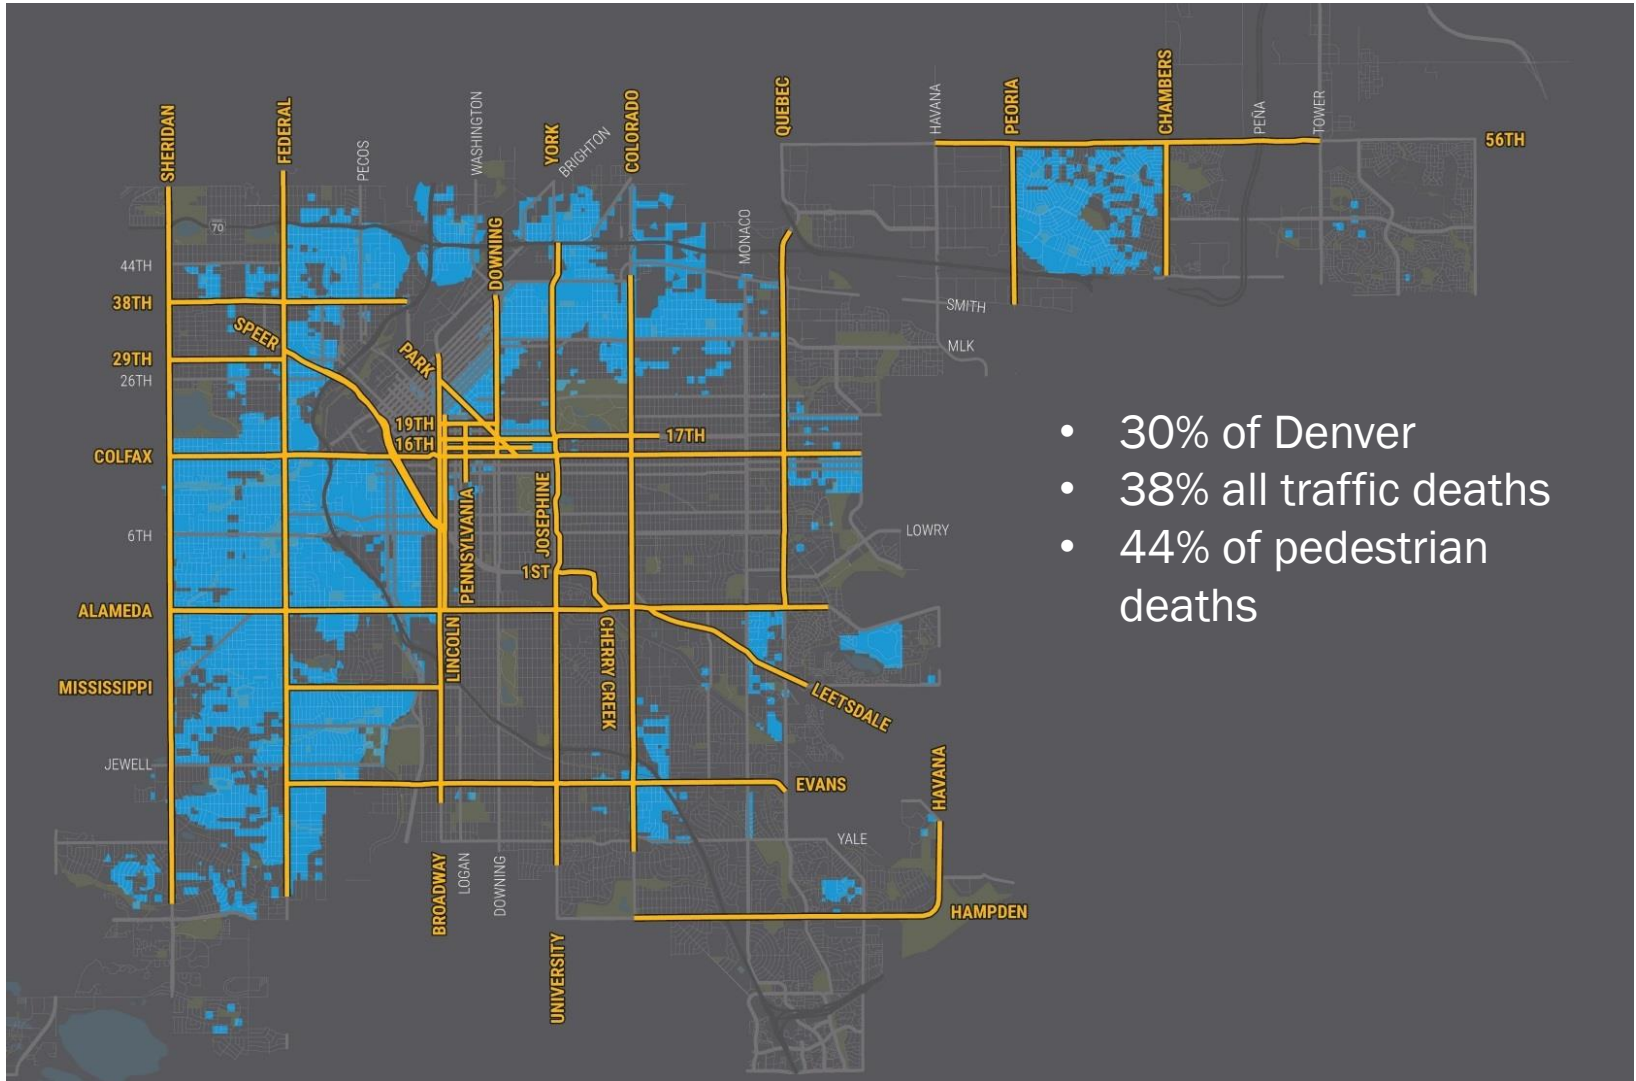 SHERIDAN
FEDERAL
PECOS
WASHINGTON
YORK
BRIGHTON
COLORADO
QUEBEC
HAVANA
PEORIA
CHAMBERS
PEÑA
TOWER
56TH
70
DOWNING
MONACO
44TH
38TH
SMITH
SPEER
PARK
29TH
MLK
26TH
19TH
16TH
17TH
COLFAX
• 30% of Denver
• 38% all traffic deaths
• 44% of pedestrian
deaths
PENNSYLVANIA
JOSEPHINE
6TH
LOWRY
1ST
ALAMEDA
LINCOLN
CHERRY CREEK
MISSISSIPPI
LEETSDALE
JEWELL
EVANS
HAVANA
YALE
BROADWAY
LOGAN
DOWNING
HAMPDEN
UNIVERSITY